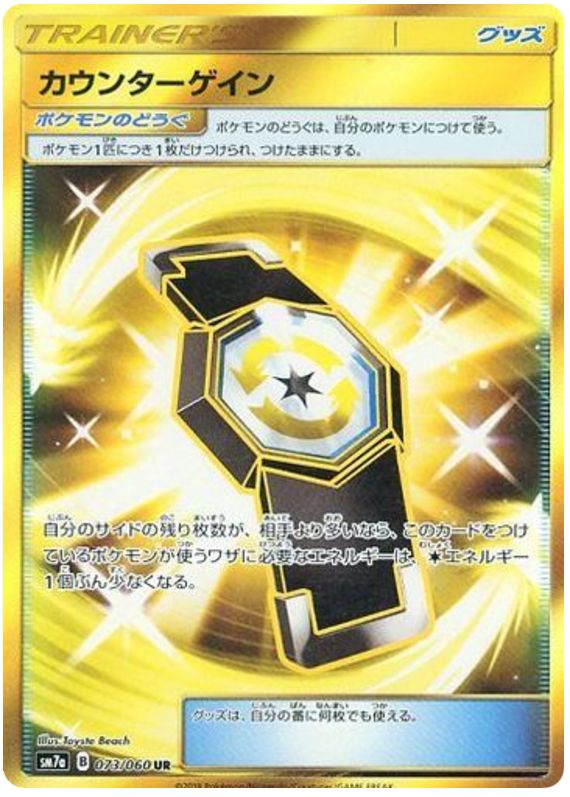 TRAINER'S
グッズ
カウンターゲイン
ポケモンのどうぐ
ポケモンのどうぐは、自分のポケモンにつけて使う。
ポケモン1匹につき1枚だけつけられ、つけたままにする。
自分のサイドの残り枚数が、相手より多いなら、このカードをつけ
ているポケモンが使うワザに必要なエネルギーは、エネルギー
1個ぶん少なくなる。
グッズは、自分の番に何枚でも使える。
Illus.Toyste Beach
SM7a B 073/060 UR
©2018 Pokémon/Nintendo/Creatures/GAME FREAK.